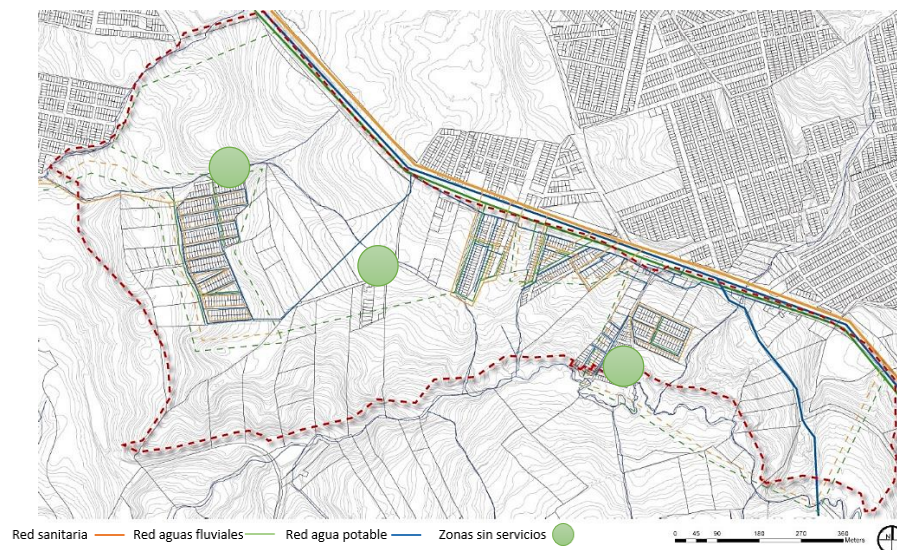 Red sanitaria Red aguas fluviales Red agua potable Zonas sin servicios
0 45 90 180 270 360
Meters
N